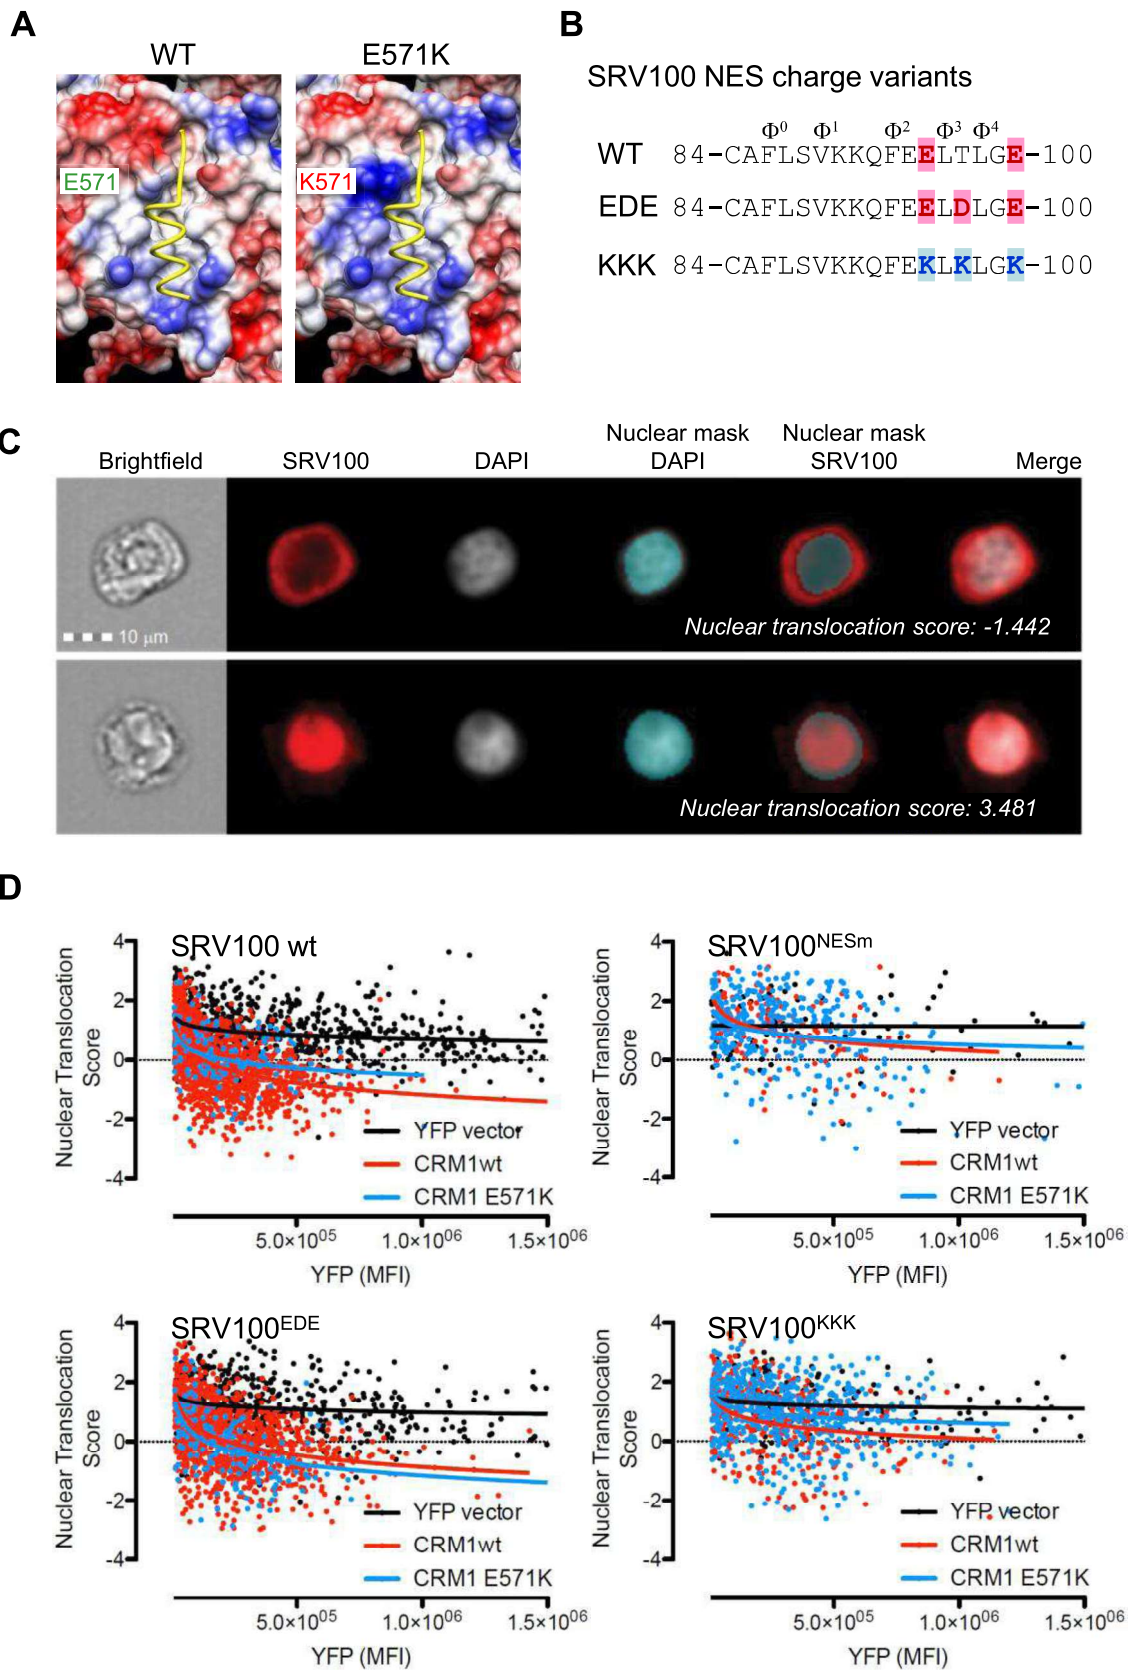 A
WT
E571K
E571
K571
B
SRV100 NES charge variants
Φ0 Φ1 Φ2 Φ3 Φ4
WT 84-CAFLSVKKQFEELTLGE-100
EDE 84-CAFLSVKKQFEELDLGE-100
KKK 84-CAFLSVKKQFEKLKLGK-100
C
Brightfield
SRV100
DAPI
Nuclear mask
DAPI
Nuclear mask
SRV100
Merge
10 μm
Nuclear translocation score: -1.442
Nuclear translocation score: 3.481
D
SRV100 wt
Nuclear Translocation
Score
4
2
0
-2
-4
YFP vector
CRM1wt
CRM1 E571K
5.0×1005
1.0×1006
1.5×1006
YFP (MFI)
SRV100NESm
Nuclear Translocation
Score
4
2
0
-2
-4
YFP vector
CRM1wt
CRM1 E571K
5.0×1005
1.0×1006
1.5×1006
YFP (MFI)
SRV100EDE
Nuclear Translocation
Score
4
2
0
-2
-4
YFP vector
CRM1wt
CRM1 E571K
5.0×1005
1.0×1006
1.5×1006
YFP (MFI)
SRV100KKK
Nuclear Translocation
Score
4
2
0
-2
-4
YFP vector
CRM1wt
CRM1 E571K
5.0×1005
1.0×1006
1.5×1006
YFP (MFI)